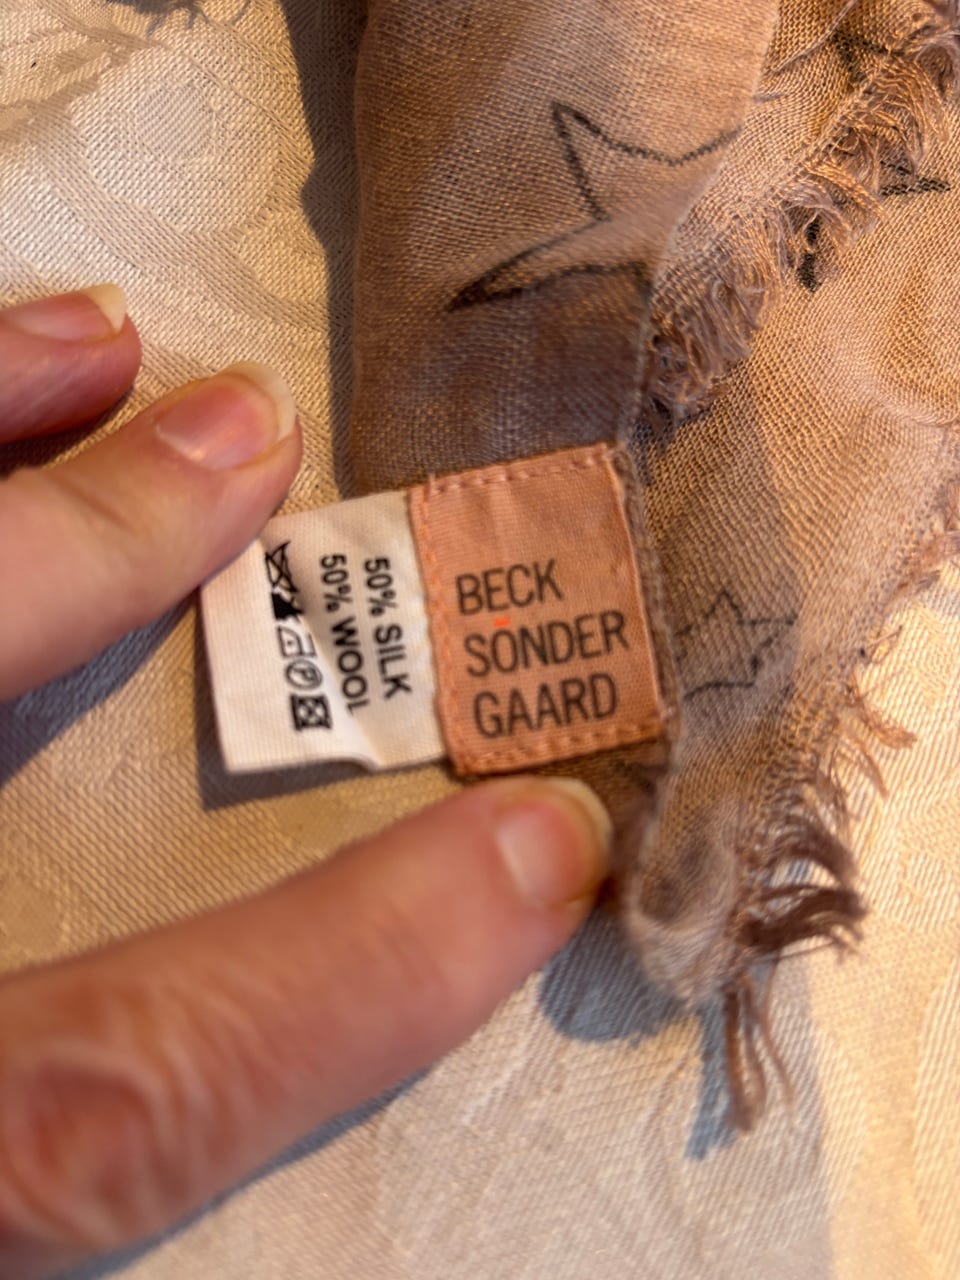 BECK
SÖNDER
GAARD
50% SILK
50% WOOL